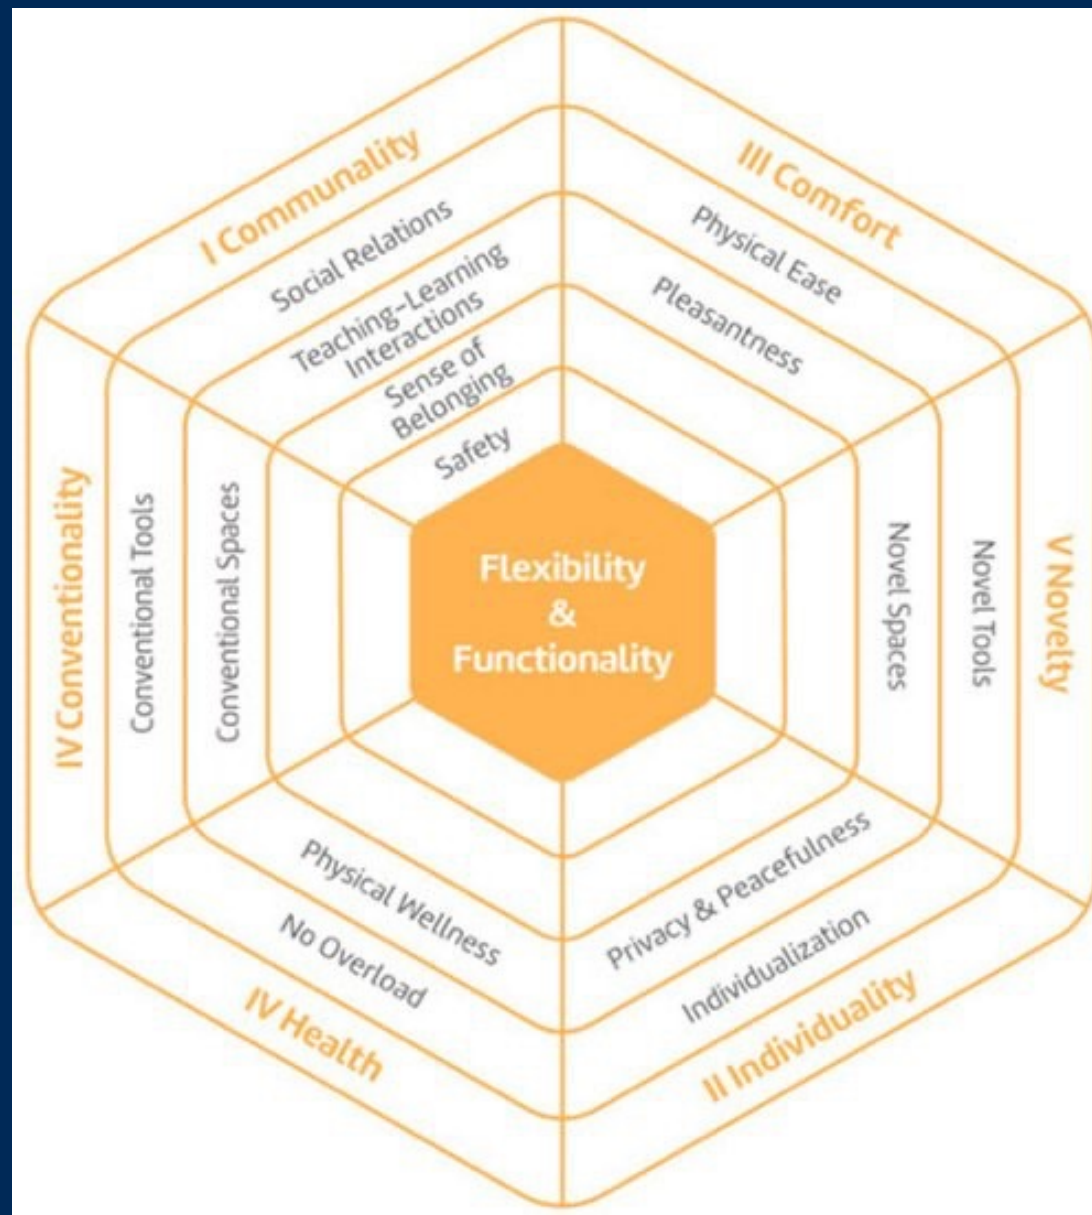 I Communality
Social Relations
Teaching-Learning
Interactions
Sense of
Belonging
Safety
III Comfort
Physical Ease
Pleasantness
V Novelty
Novel Tools
Novel Spaces
II Individuality
Individualization
Privacy & Peacefulness
IV Health
No Overload
Physical Wellness
IV Conventionality
Conventional Tools
Conventional Spaces
Flexibility
&
Functionality